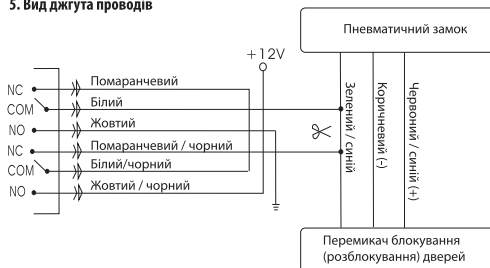 5. Вид джгута проводів
Пневматичний замок
+12V
NC
Помаранчевий
COM
Білий
NO
Жовтий
NC
Помаранчевий / чорний
COM
Білий/чорний
NO
Жовтий / чорний
Зелений / синій
Коричневий (-)
Червоний / синій (+)
Перемикач блокування
(розблокування) дверей